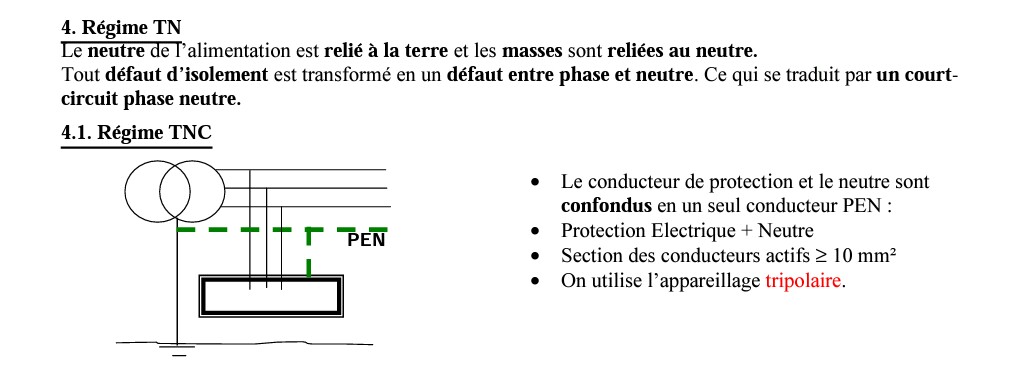 4. Régime TN
Le neutre de l'alimentation est relié à la terre et les masses sont reliées au neutre.
Tout défaut d'isolement est transformé en un défaut entre phase et neutre. Ce qui se traduit par un court-
circuit phase neutre.
4.1. Régime TNC
• Le conducteur de protection et le neutre sont
confondus en un seul conducteur PEN :
• Protection Electrique + Neutre
• Section des conducteurs actifs ≥ 10 mm²
• On utilise l'appareillage tripolaire.
PEN